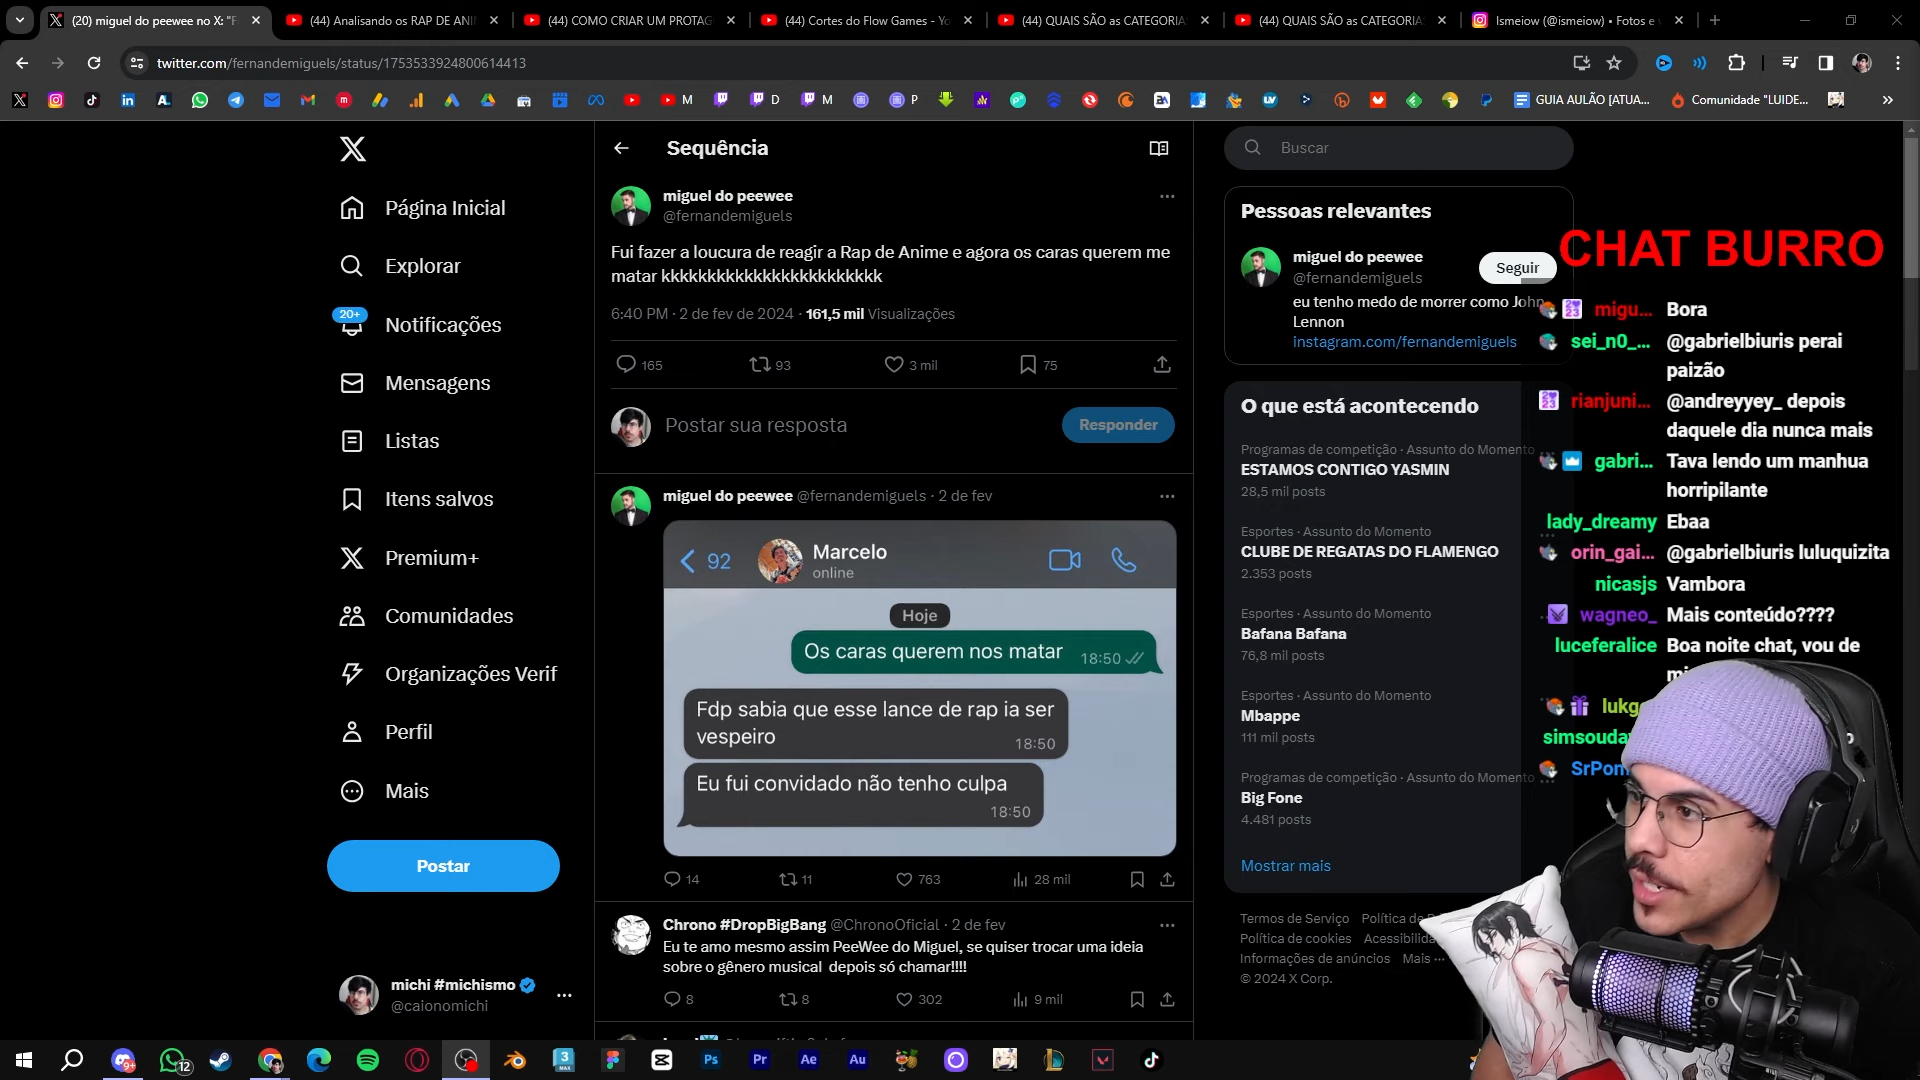 (20) miguel do peewee no X: "F
(44) Analisando os RAP DE ANI
(44) COMO CRIAR UM PROTAG
(44) Cortes do Flow Games - Yo
(44) QUAIS SÃO as CATEGORIA
(44) QUAIS SÃO as CATEGORIA
Ismeiow (@ismeiow) • Fotos e
twitter.com/fernandemiguels/status/1753533924800614413
M
D
M
P
GUIA AULÃO [ATUA...
Comunidade "LUIDE...
Página Inicial
Explorar
20+
Notificações
Mensagens
Listas
Itens salvos
Premium+
Comunidades
Organizações Verif
Perfil
Mais
Postar
michi #michismo
@caionomichi
Sequência
miguel do peewee
@fernandemiguels
Fui fazer a loucura de reagir a Rap de Anime e agora os caras querem me
matar kkkkkkkkkkkkkkkkkkkkkkkk
6:40 PM · 2 de fev de 2024 · 161,5 mil Visualizações
165 93 3 mil 75
Postar sua resposta
Responder
miguel do peewee @fernandemiguels · 2 de fev
92
Marcelo
online
Hoje
Os caras querem nos matar 18:50
Fdp sabia que esse lance de rap ia ser
vespeiro 18:50
Eu fui convidado não tenho culpa
18:50
14 11 763 28 mil
Chrono #DropBigBang @ChronoOficial · 2 de fev
Eu te amo mesmo assim PeeWee do Miguel, se quiser trocar uma ideia
sobre o gênero musical depois só chamar!!!!
8 8 302 9 mil
Buscar
Pessoas relevantes
miguel do peewee
@fernandemiguels
Seguir
eu tenho medo de morrer como John
Lennon
instagram.com/fernandemiguels
O que está acontecendo
Programas de competição · Assunto do Momento
ESTAMOS CONTIGO YASMIN
28,5 mil posts
Esportes · Assunto do Momento
CLUBE DE REGATAS DO FLAMENGO
2.353 posts
Esportes · Assunto do Momento
Bafana Bafana
76,8 mil posts
Esportes · Assunto do Momento
Mbappe
111 mil posts
Programas de competição · Assunto do Momento
Big Fone
4.481 posts
Mostrar mais
Termos de Serviço Política de
Política de cookies Acessibilida
Informações de anúncios Mais ···
© 2024 X Corp.
CHAT BURRO
migu... Bora
sei_n0_... @gabrielbiuris perai
paizão
rianjuni... @andreyyey_ depois
daquele dia nunca mais
gabri... Tava lendo um manhua
horripilante
lady_dreamy Ebaa
orin_gai... @gabrielbiuris luluquizita
nicasjs Vambora
wagneo_ Mais conteúdo????
luceferalice Boa noite chat, vou de
lukg
simsouda
SrPom
9+
12
3
MAX
Ps
Pr
Ae
Au